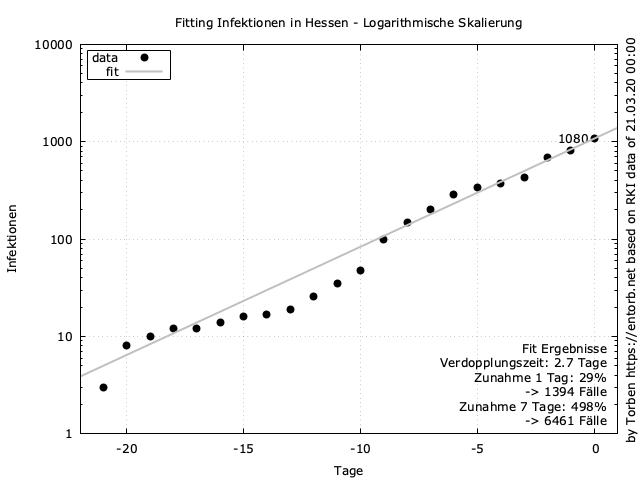 Fitting Infektionen in Hessen - Logarithmische Skalierung
data
fit
10000
1000
100
10
1
Infektionen
1080
Fit Ergebnisse
Verdopplungszeit: 2.7 Tage
Zunahme 1 Tag: 29%
-> 1394 Fälle
Zunahme 7 Tage: 498%
-> 6461 Fälle
-20
-15
-10
-5
0
Tage
by Torben https://entorb.net based on RKI data of 21.03.20 00:00